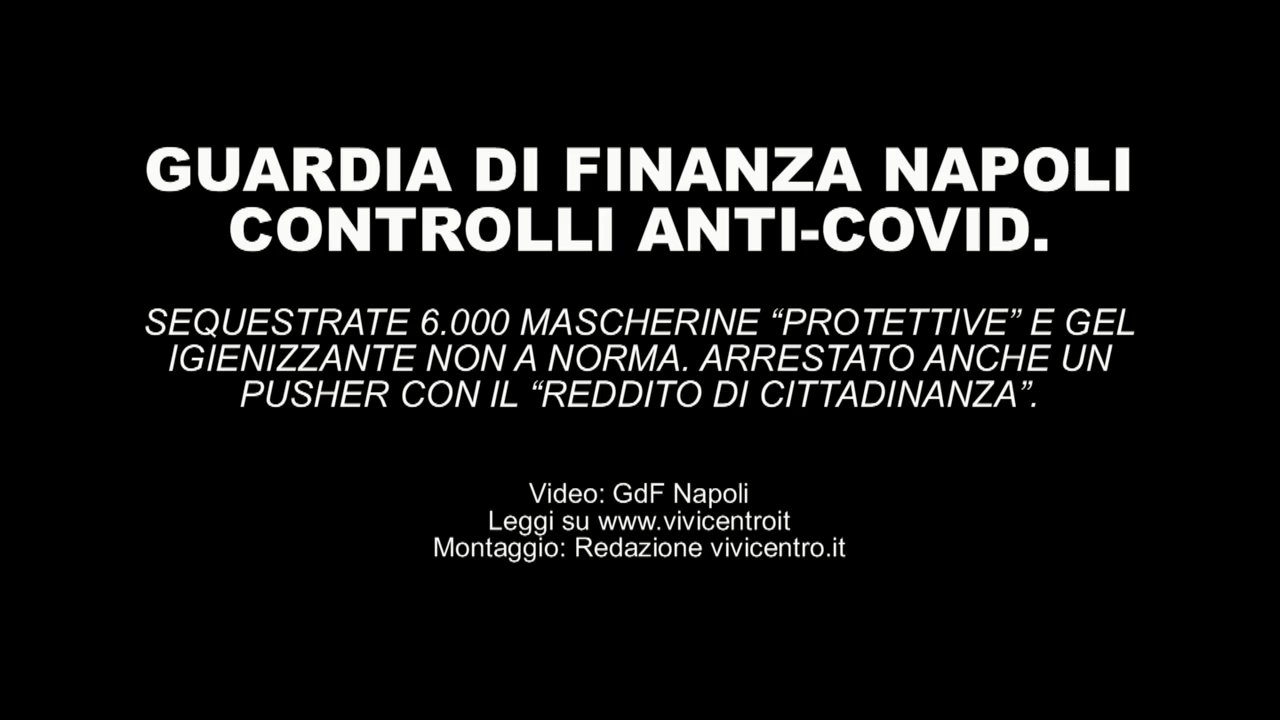 GUARDIA DI FINANZA NAPOLI
CONTROLLI ANTI-COVID.
SEQUESTRATE 6.000 MASCHERINE “PROTETTIVE” E GEL
IGIENIZZANTE NON A NORMA. ARRESTATO ANCHE UN
PUSHER CON IL “REDDITO DI CITTADINANZA”.
Video: GdF Napoli
Leggi su www.vivicentroit
Montaggio: Redazione vivicentro.it